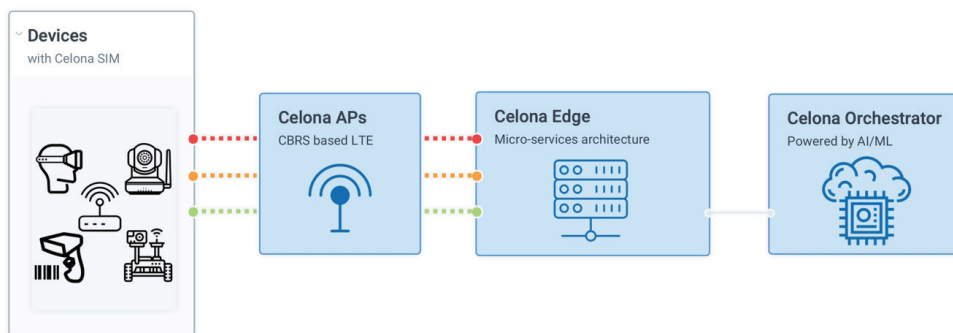 Devices
with Celona SIM
Celona APs
CBRS based LTE
Celona Edge
Micro-services architecture
Celona Orchestrator
Powered by AI/ML